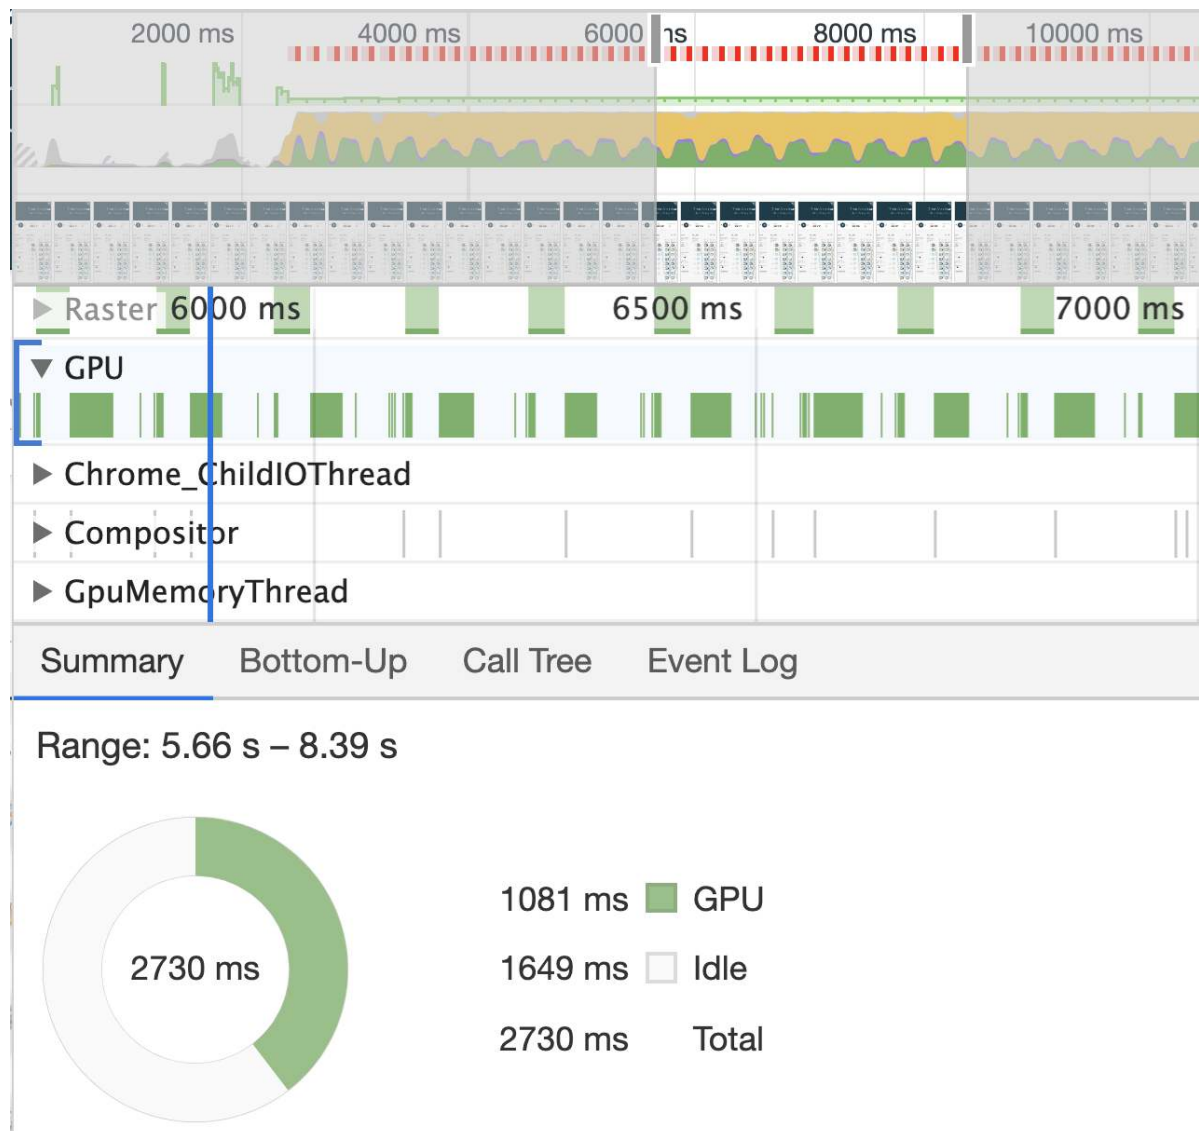 2000 ms 4000 ms 6000 ms 8000 ms 10000 ms
Raster 6000 ms 6500 ms 7000 ms
GPU
Chrome_ChildIOThread
Compositor
GpuMemoryThread
Summary Bottom-Up Call Tree Event Log
Range: 5.66 s – 8.39 s
1081 ms GPU
2730 ms 1649 ms Idle
2730 ms Total